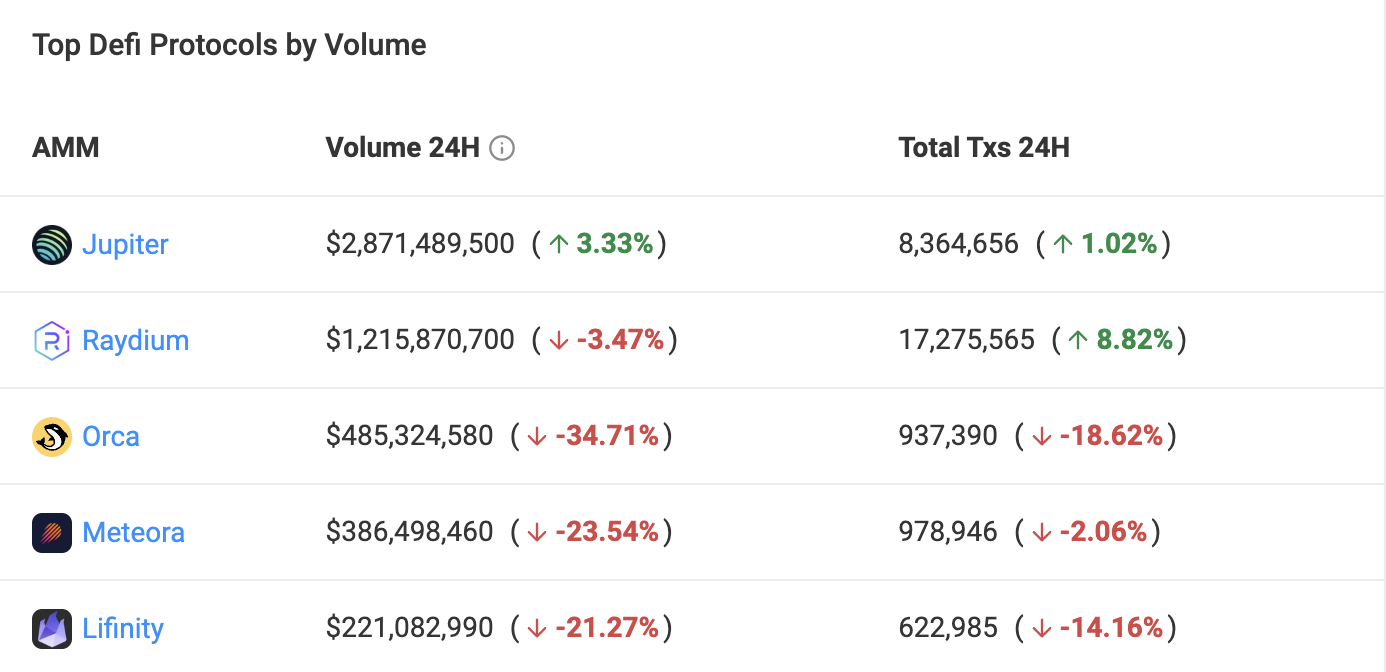 Top Defi Protocols by Volume
AMM Volume 24H Total Txs 24H
Jupiter $2,871,489,500 (↑ 3.33%) 8,364,656 (↑ 1.02%)
Raydium $1,215,870,700 (↓ -3.47%) 17,275,565 (↑ 8.82%)
Orca $485,324,580 (↓ -34.71%) 937,390 (↓ -18.62%)
Meteora $386,498,460 (↓ -23.54%) 978,946 (↓ -2.06%)
Lifinity $221,082,990 (↓ -21.27%) 622,985 (↓ -14.16%)